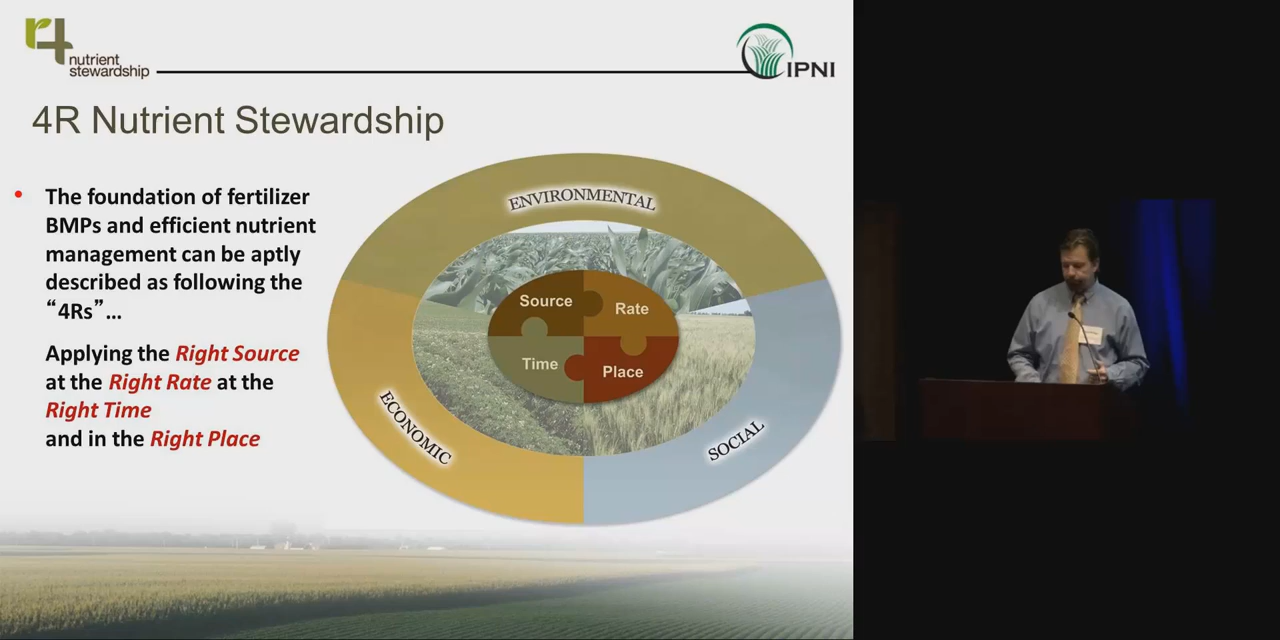 r4
nutrient
stewardship
IPNI
4R Nutrient Stewardship
• The foundation of fertilizer
BMPs and efficient nutrient
management can be aptly
described as following the
“4Rs”…
Applying the Right Source
at the Right Rate at the
Right Time
and in the Right Place
ENVIRONMENTAL
Source
Rate
Time
Place
ECONOMIC
SOCIAL